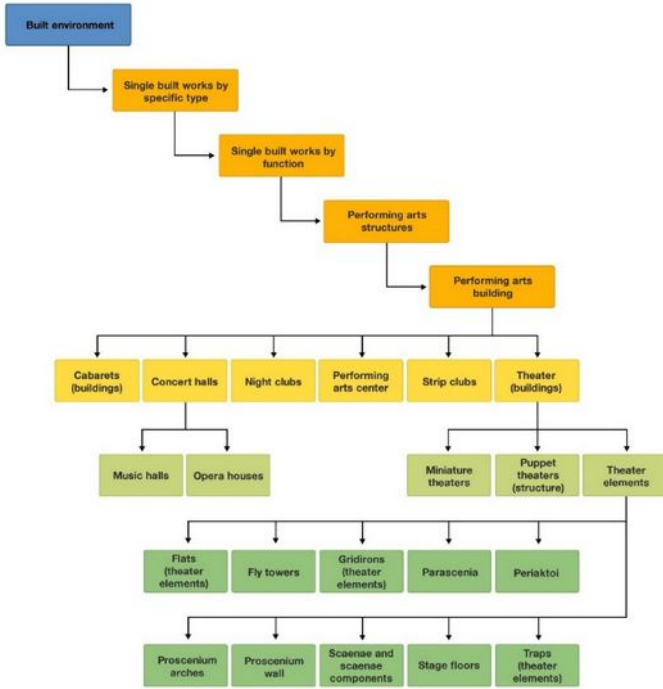 Built environment
Single built works by
specific type
Single built works by
function
Performing arts
structures
Performing arts
building
Cabarets
(buildings)
Concert halls
Night clubs
Performing
arts center
Strip clubs
Theater
(buildings)
Music halls
Opera houses
Miniature
theaters
Puppet
theaters
(structure)
Theater
elements
Flats
(theater
elements)
Fly towers
Gridirons
(theater
elements)
Parascenia
Periaktoi
Proscenium
arches
Proscenium
wall
Scaenae and
scaenae
components
Stage floors
Traps
(theater
elements)